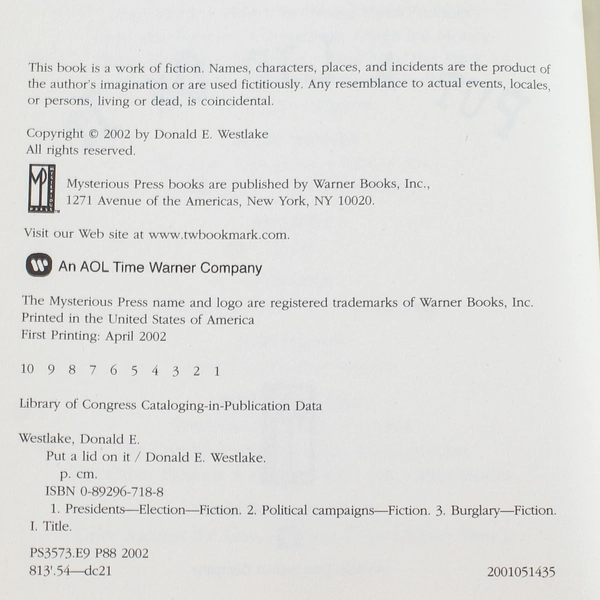 This book is a work of fiction. Names, characters, places, and incidents are the product of
the author's imagination or are used fictitiously. Any resemblance to actual events, locales,
or persons, living or dead, is coincidental.
Copyright © 2002 by Donald E. Westlake
All rights reserved.
Mysterious Press books are published by Warner Books, Inc.,
1271 Avenue of the Americas, New York, NY 10020.
Visit our Web site at www.twbookmark.com.
An AOL Time Warner Company
The Mysterious Press name and logo are registered trademarks of Warner Books, Inc.
Printed in the United States of America
First Printing: April 2002
10 9 8 7 6 5 4 3 2 1
Library of Congress Cataloging-in-Publication Data
Westlake, Donald E.
Put a lid on it / Donald E. Westlake.
p. cm.
ISBN 0-89296-718-8
1. Presidents—Election—Fiction. 2. Political campaigns—Fiction. 3. Burglary—Fiction.
I. Title.
PS3573.E9 P88 2002
813'.54—dc21 2001051435